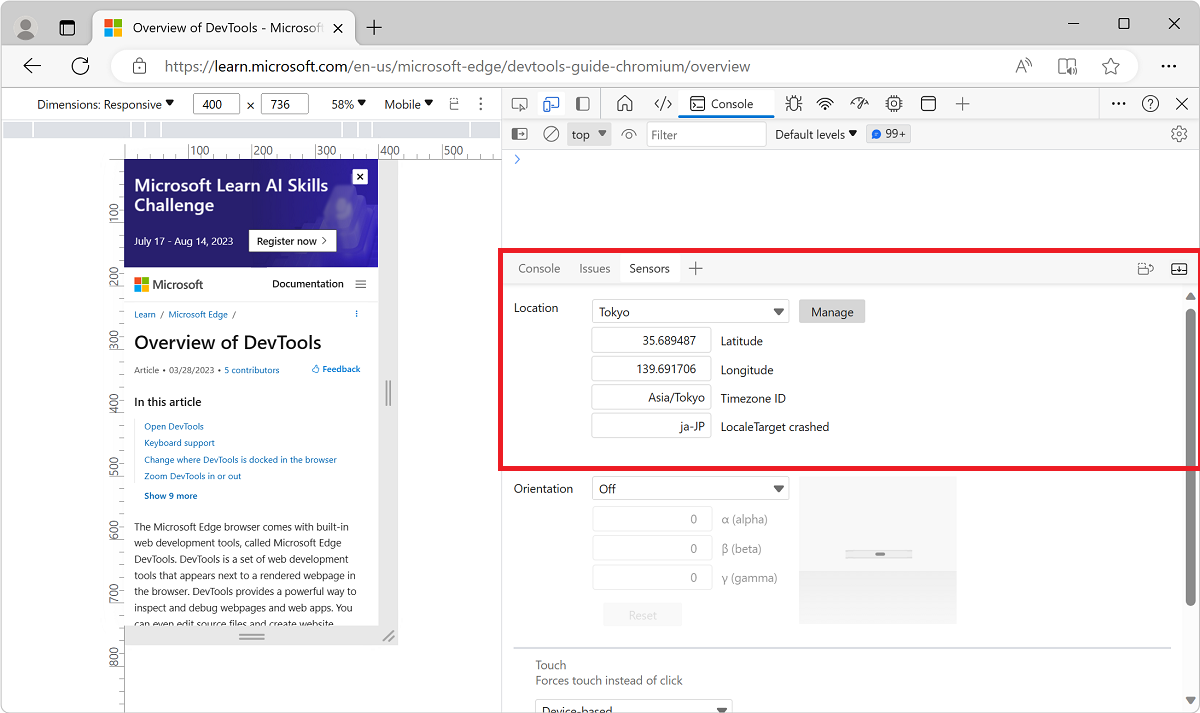 Overview of DevTools - Microsoft
https://learn.microsoft.com/en-us/microsoft-edge/devtools-guide-chromium/overview
Dimensions: Responsive 400 × 736 58% Mobile
Console
top Filter Default levels 99+
100 200 300 400 500
100
200
300
400
500
600
700
800
Microsoft Learn AI Skills
Challenge
July 17 - Aug 14, 2023 Register now
Microsoft Documentation
Learn / Microsoft Edge /
Overview of DevTools
Article • 03/28/2023 • 5 contributors Feedback
In this article
Open DevTools
Keyboard support
Change where DevTools is docked in the browser
Zoom DevTools in or out
Show 9 more
The Microsoft Edge browser comes with built-in
web development tools, called Microsoft Edge
DevTools. DevTools is a set of web development
tools that appears next to a rendered webpage in
the browser. DevTools provides a powerful way to
inspect and debug webpages and web apps. You
can even edit source files and create website
Console Issues Sensors
Location Tokyo Manage
35.689487 Latitude
139.691706 Longitude
Asia/Tokyo Timezone ID
ja-JP LocaleTarget crashed
Orientation Off
0 α (alpha)
0 β (beta)
0 γ (gamma)
Reset
Touch
Forces touch instead of click
Device-based